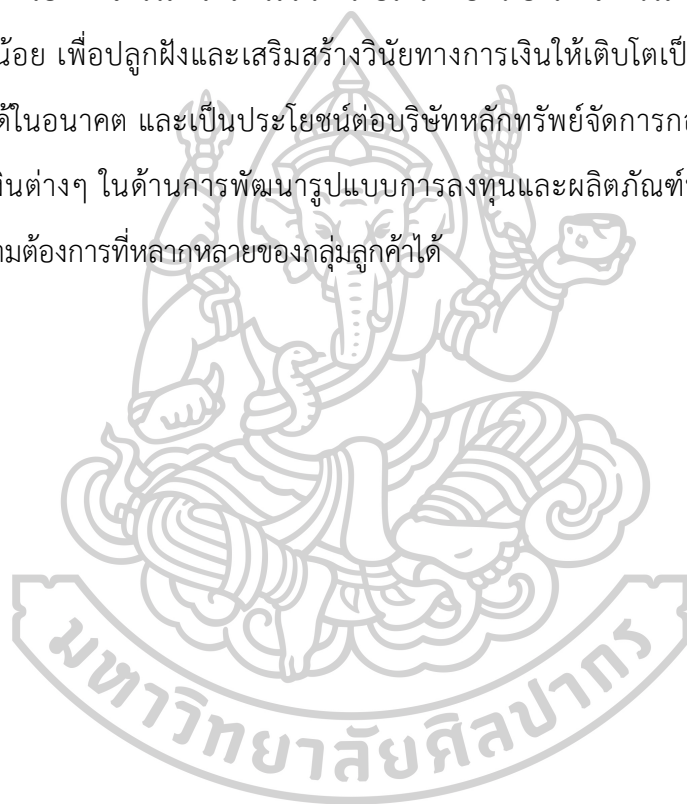 น้อย เพื่อปลูกฝังและเสริมสร้างวินัยทางการเงินให้เติบโตเป็
ด้ในอนาคต และเป็นประโยชน์ต่อบริษัทหลักทรัพย์จัดการก
งินต่างๆ ในด้านการพัฒนารูปแบบการลงทุนและผลิตภัณฑ์
ามต้องการที่หลากหลายของกลุ่มลูกค้าได้
มหาวิทยาลัยศิลปากร